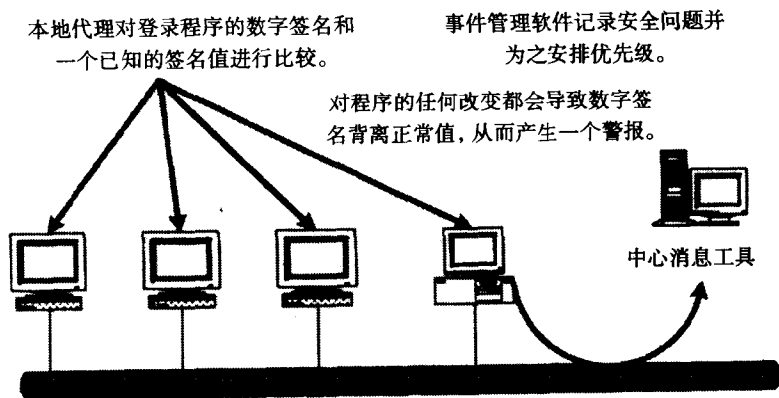 本地代理对登录程序的数字签名和
一个已知的签名值进行比较。
事件管理软件记录安全问题并
为之安排优先级。
对程序的任何改变都会导致数字签
名背离正常值，从而产生一个警报。
中心消息工具